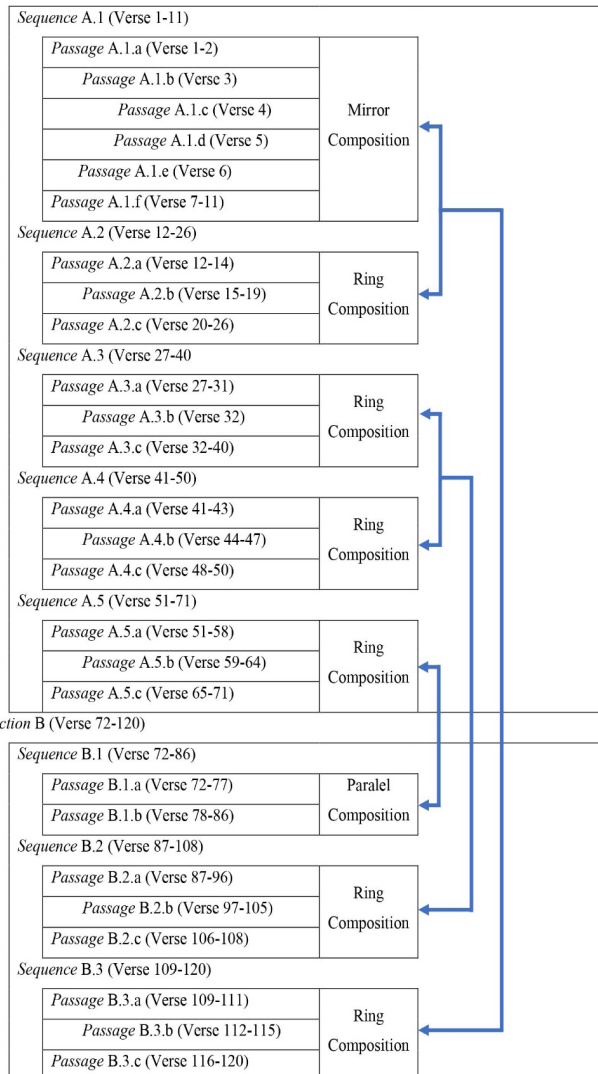 Sequence A.1 (Verse 1-11)
Passage A.1.a (Verse 1-2)
Passage A.1.b (Verse 3)
Passage A.1.c (Verse 4)
Passage A.1.d (Verse 5)
Passage A.1.e (Verse 6)
Passage A.1.f (Verse 7-11)
Mirror
Composition
Sequence A.2 (Verse 12-26)
Passage A.2.a (Verse 12-14)
Passage A.2.b (Verse 15-19)
Passage A.2.c (Verse 20-26)
Ring
Composition
Sequence A.3 (Verse 27-40
Passage A.3.a (Verse 27-31)
Passage A.3.b (Verse 32)
Passage A.3.c (Verse 32-40)
Ring
Composition
Sequence A.4 (Verse 41-50)
Passage A.4.a (Verse 41-43)
Passage A.4.b (Verse 44-47)
Passage A.4.c (Verse 48-50)
Ring
Composition
Sequence A.5 (Verse 51-71)
Passage A.5.a (Verse 51-58)
Passage A.5.b (Verse 59-64)
Passage A.5.c (Verse 65-71)
Ring
Composition
ction B (Verse 72-120)
Sequence B.1 (Verse 72-86)
Passage B.1.a (Verse 72-77)
Passage B.1.b (Verse 78-86)
Paralel
Composition
Sequence B.2 (Verse 87-108)
Passage B.2.a (Verse 87-96)
Passage B.2.b (Verse 97-105)
Passage B.2.c (Verse 106-108)
Ring
Composition
Sequence B.3 (Verse 109-120)
Passage B.3.a (Verse 109-111)
Passage B.3.b (Verse 112-115)
Passage B.3.c (Verse 116-120)
Ring
Composition